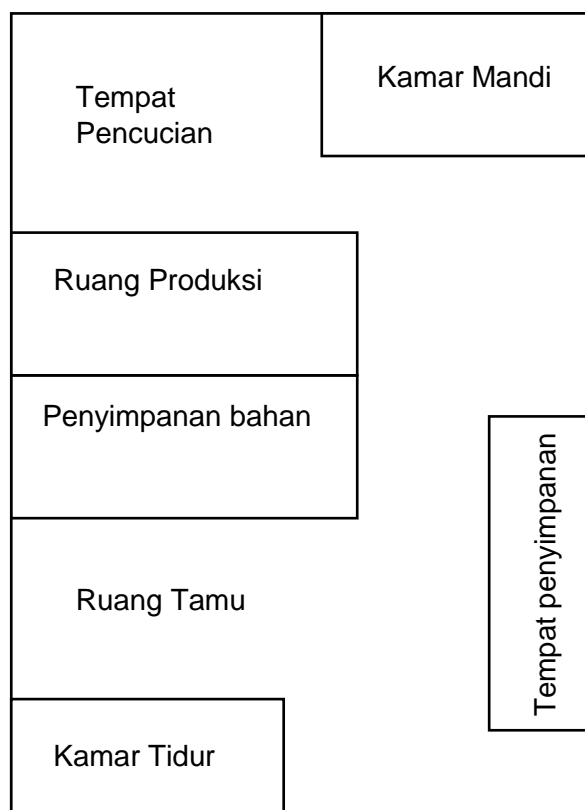 Kamar Mandi
Tempat
Pencucian
Ruang Produksi
Penyimpanan bahan
Tempat penyimpanan
Ruang Tamu
Kamar Tidur